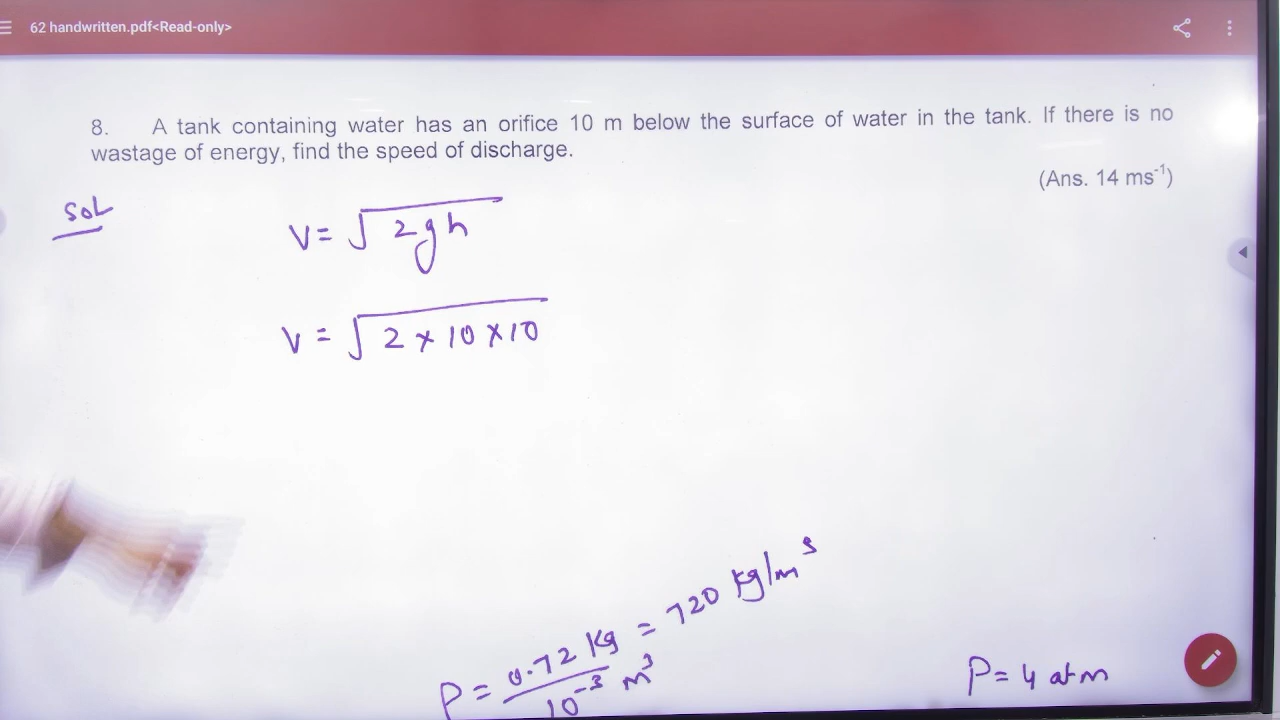 62 handwritten.pdf<Read-only>
8. A tank containing water has an orifice 10 m below the surface of water in the tank. If there is no
wastage of energy, find the speed of discharge.
(Ans. 14 ms⁻¹)
SOL
V = √2gh
V = √2 × 10 × 10
ρ = 0.72 Kg / 10⁻³ m³ = 720 kg/m³
P = 4 atm